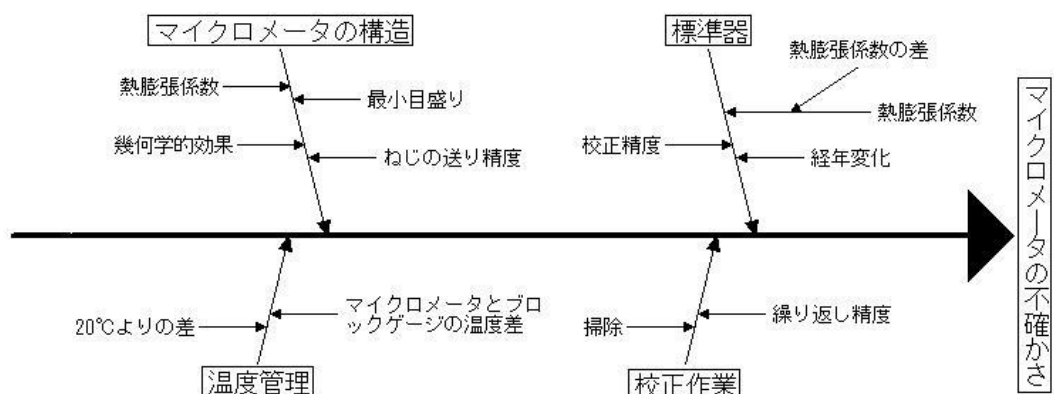 マイクロメータの構造
熱膨張係数
最小目盛り
幾何学的効果
ねじの送り精度
標準器
熱膨張係数の差
熱膨張係数
校正精度
経年変化
20℃よりの差
マイクロメータとブロ
ックゲージの温度差
温度管理
掃除
繰り返し精度
校正作業
マイクロメータの不確かさ